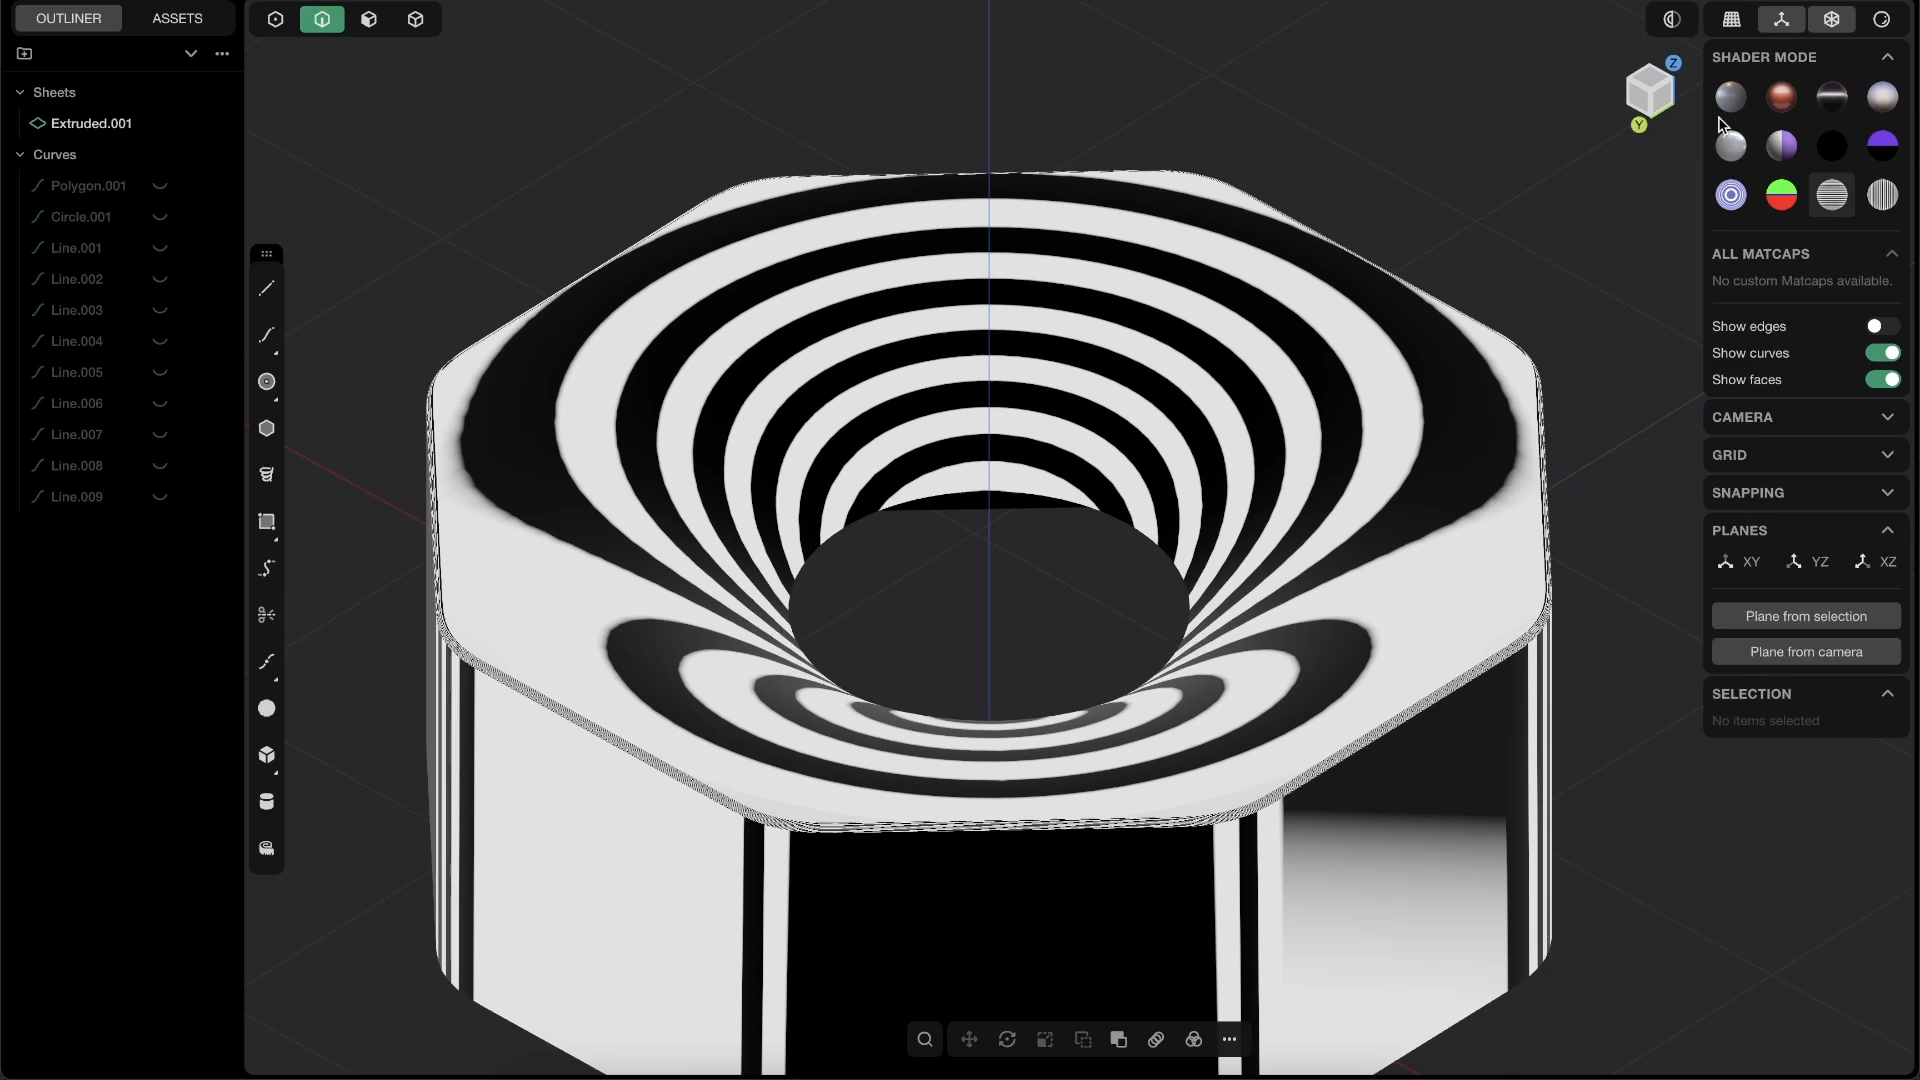 OUTLINER
ASSETS
Sheets
Extruded.001
Curves
Polygon.001
Circle.001
Line.001
Line.002
Line.003
Line.004
Line.005
Line.006
Line.007
Line.008
Line.009
Z
Y
SHADER MODE
ALL MATCAPS
No custom Matcaps available.
Show edges
Show curves
Show faces
CAMERA
GRID
SNAPPING
PLANES
XY YZ XZ
Plane from selection
Plane from camera
SELECTION
No items selected